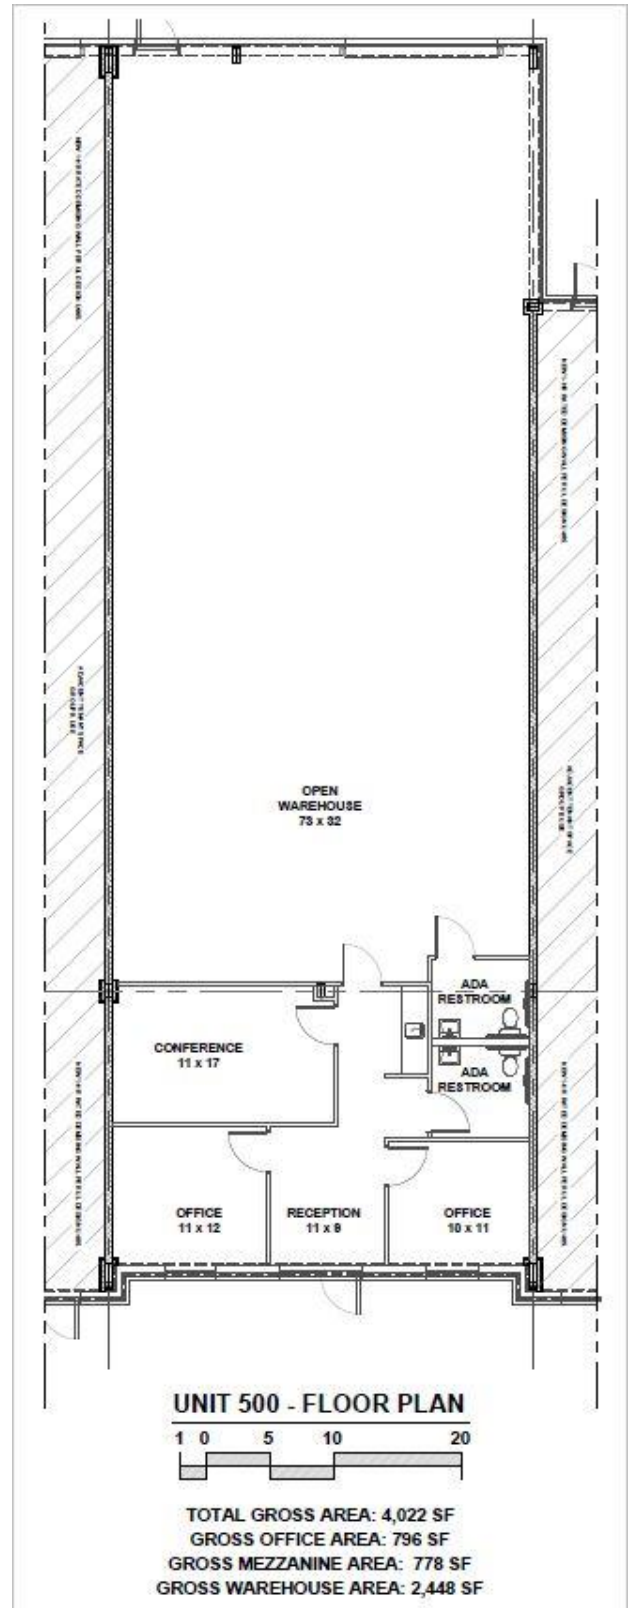 OPEN
WAREHOUSE
73 x 32
ADA
RESTROOM
CONFERENCE
11 x 17
ADA
RESTROOM
OFFICE
11 x 12
RECEPTION
11 x 9
OFFICE
10 x 11
UNIT 500 - FLOOR PLAN
1 0 5 10 20
TOTAL GROSS AREA: 4,022 SF
GROSS OFFICE AREA: 796 SF
GROSS MEZZANINE AREA: 778 SF
GROSS WAREHOUSE AREA: 2,448 SF